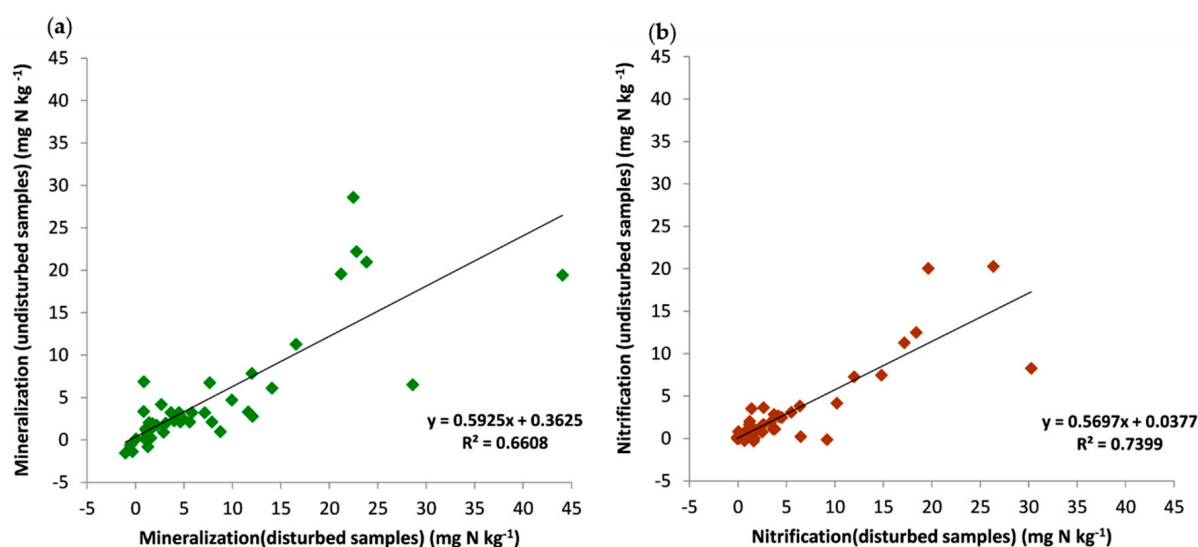 (a)
45
40
35
30
25
20
15
10
5
0
-5
Mineralization (undisturbed samples) (mg N kg ⁻¹)
y = 0.5925x + 0.3625
R² = 0.6608
-5 0 5 10 15 20 25 30 35 40 45
Mineralization(disturbed samples) (mg N kg⁻¹)
(b)
45
40
35
30
25
20
15
10
5
0
-5
Nitrification (undisturbed samples) (mg N kg ⁻¹)
y = 0.5697x + 0.0377
R² = 0.7399
-5 0 5 10 15 20 25 30 35 40 45
Nitrification(disturbed samples) (mg N kg⁻¹)